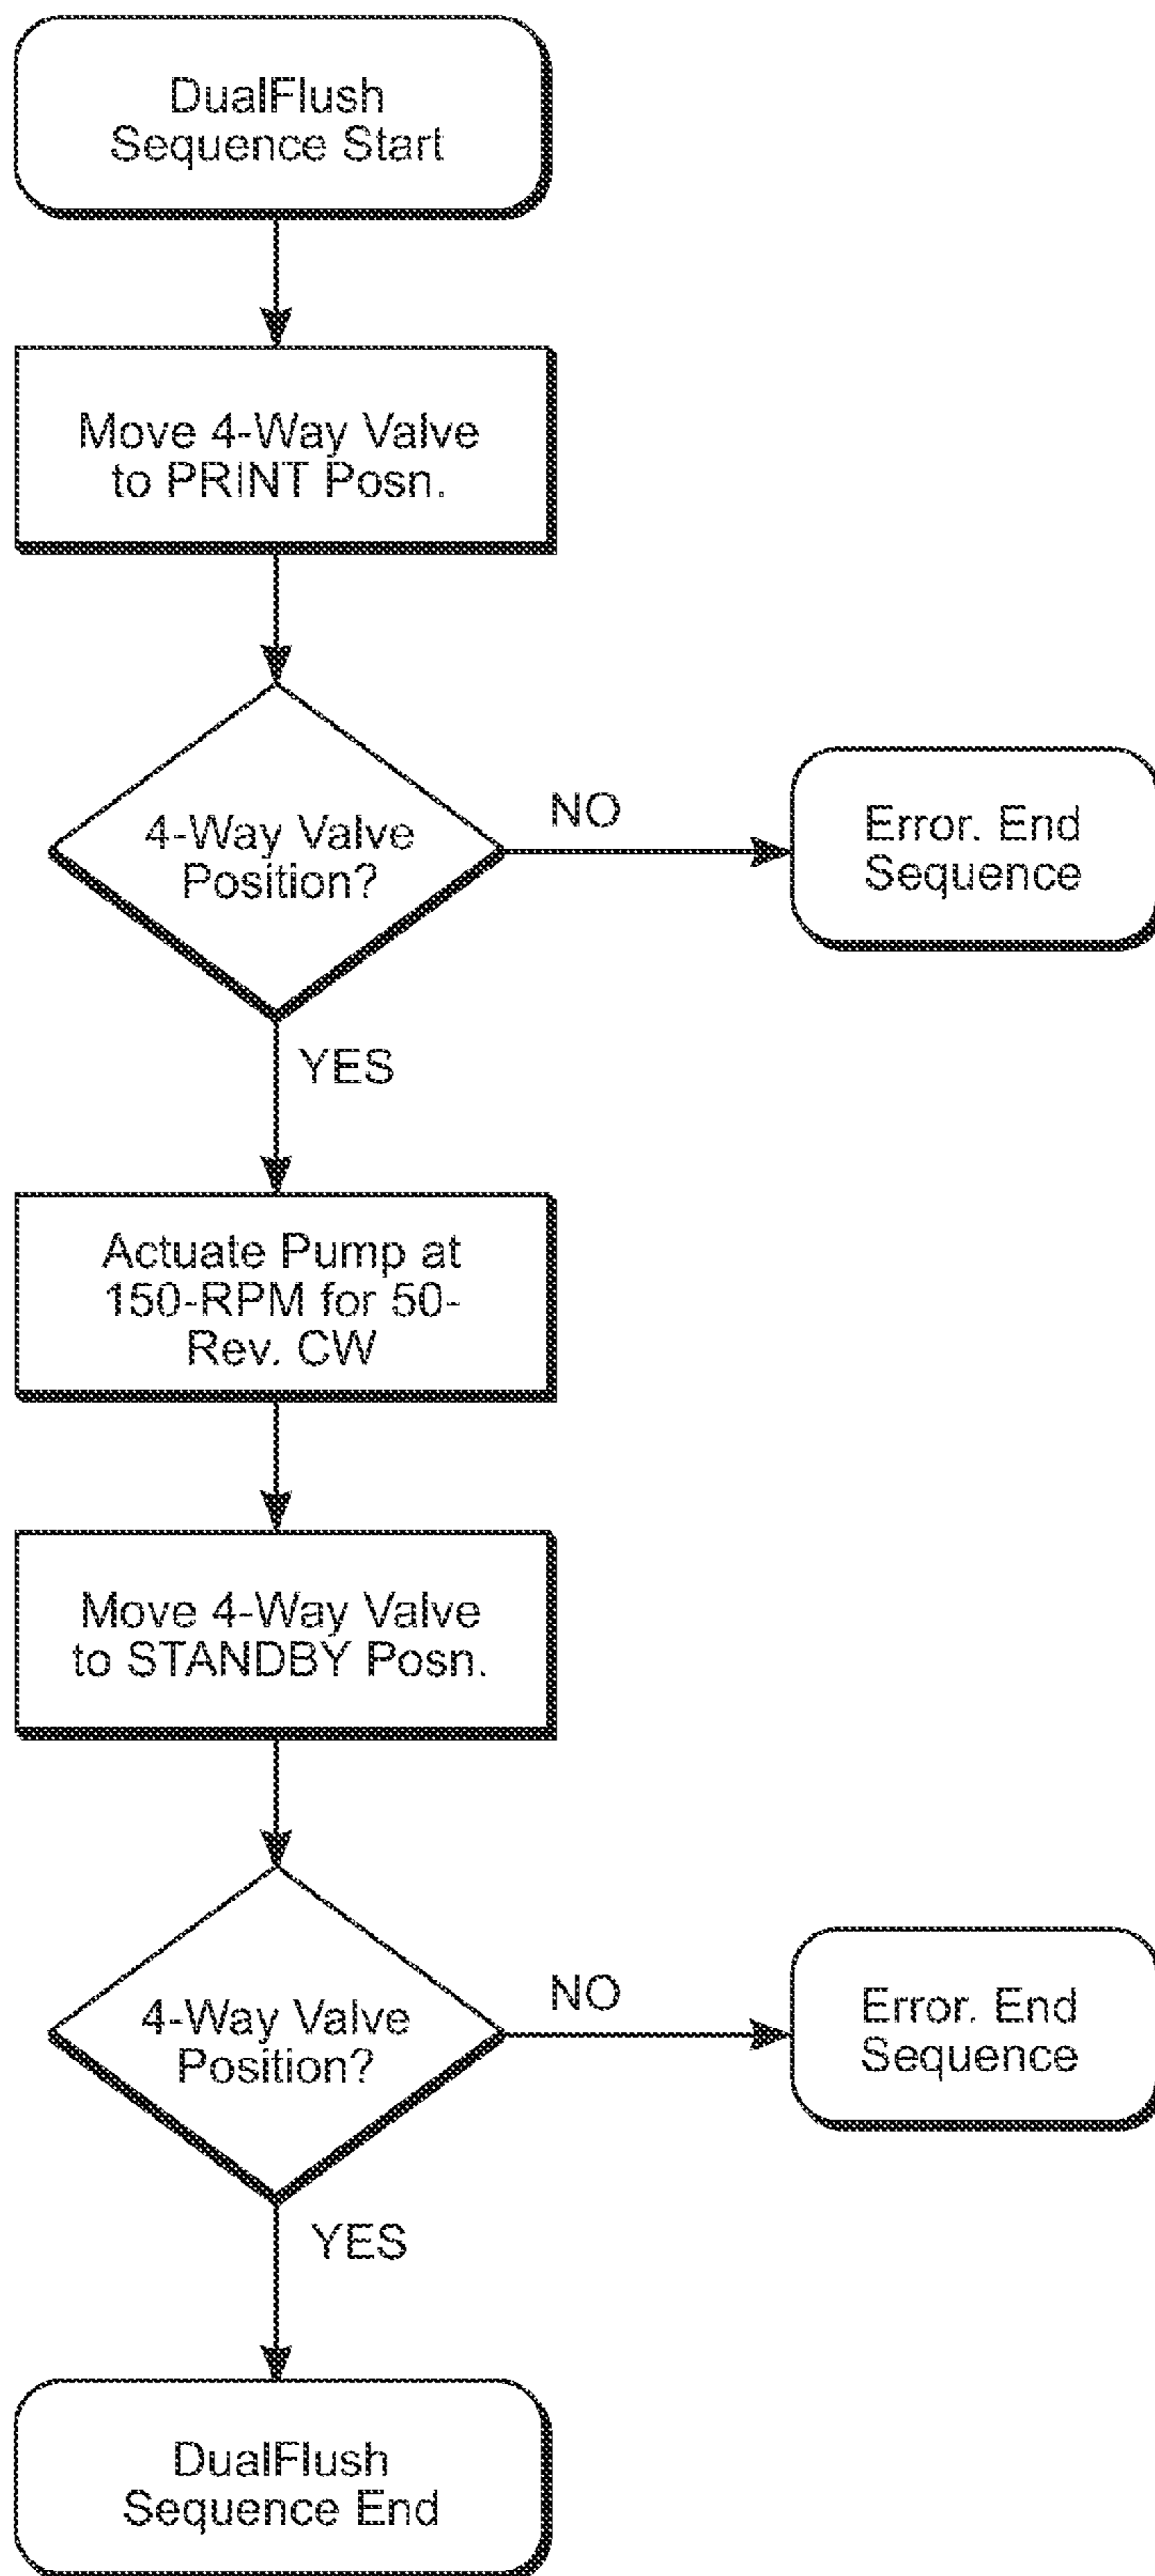 DualFlush
Sequence Start
Move 4-Way Valve
to PRINT Posn.
4-Way Valve
Position?
NO
Error. End
Sequence
YES
Actuate Pump at
150-RPM for 50-
Rev. CW
Move 4-Way Valve
to STANDBY Posn.
4-Way Valve
Position?
NO
Error. End
Sequence
YES
DualFlush
Sequence End